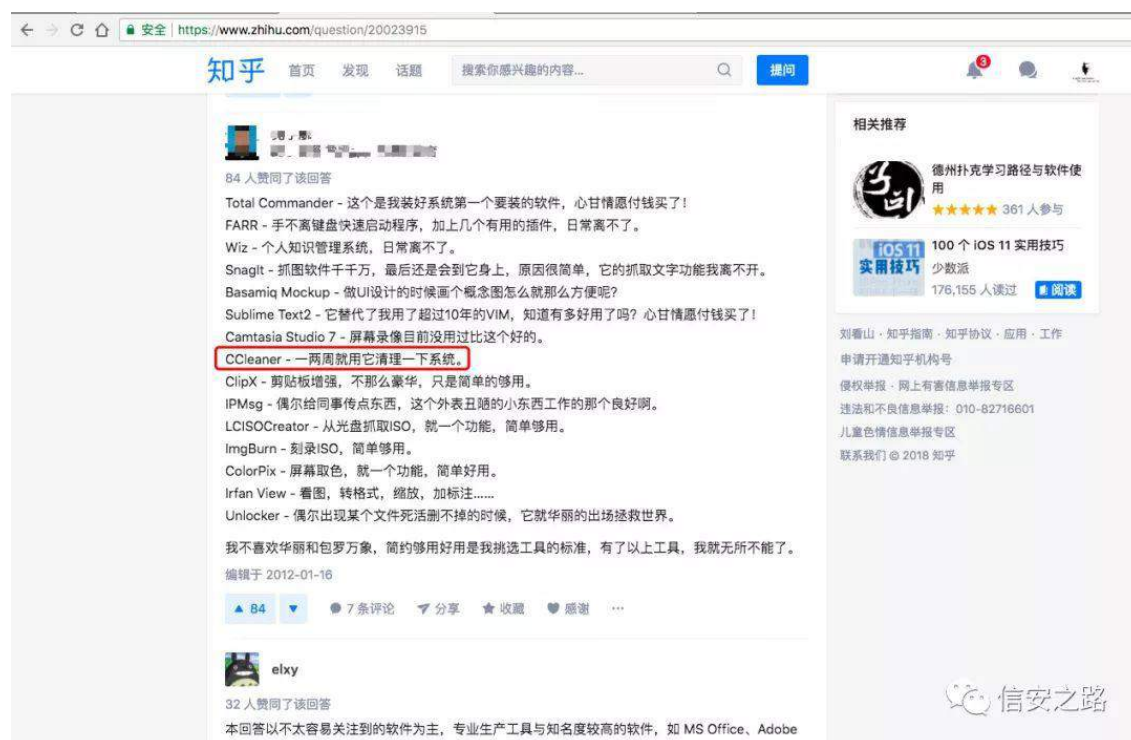 安全 | https://www.zhihu.com/question/20023915
知乎 首页 发现 话题 搜索你感兴趣的内容... 提问 3
84 人赞同了该回答
Total Commander - 这个是我装好系统第一个要装的软件，心甘情愿付钱买了！
FARR - 手不离键盘快速启动程序，加上几个有用的插件，日常离不了。
Wiz - 个人知识管理系统，日常离不了。
SnagIt - 抓图软件千千万，最后还是会到它身上，原因很简单，它的抓取文字功能我离不开。
Basamiq Mockup - 做UI设计的时候画个概念图怎么就那么方便呢?
Sublime Text2 - 它替代了我用了超过10年的VIM，知道有多好用了吗？心甘情愿付钱买了！
Camtasia Studio 7 - 屏幕录像目前没用过比这个好的。
CCleaner - 一两周就用它清理一下系统。
ClipX - 剪贴板增强，不那么豪华，只是简单的够用。
IPMsg - 偶尔给同事传点东西，这个外表丑陋的小东西工作的那个良好啊。
LCISOCreator - 从光盘抓取ISO，就一个功能，简单够用。
ImgBurn - 刻录ISO，简单够用。
ColorPix - 屏幕取色，就一个功能，简单好用。
Irfan View - 看图，转格式，缩放，加标注......
Unlocker - 偶尔出现某个文件死活删不掉的时候，它就华丽的出场拯救世界。
我不喜欢华丽和包罗万象，简约够用好用是我挑选工具的标准，有了以上工具，我就无所不能了。
编辑于 2012-01-16
84 7 条评论 分享 收藏 感谢 ···
elxy
32 人赞同了该回答
本回答以不太容易关注到的软件为主，专业生产工具与知名度较高的软件，如 MS Office、Adobe
相关推荐
德州扑克学习路径与软件使
用
361 人参与
iOS 11
实用技巧
100 个 iOS 11 实用技巧
少数派
176,155 人读过 阅读
刘看山 · 知乎指南 · 知乎协议 · 应用 · 工作
申请开通知乎机构号
侵权举报 · 网上有害信息举报专区
违法和不良信息举报：010-82716601
儿童色情信息举报专区
联系我们 © 2018 知乎
信安之路